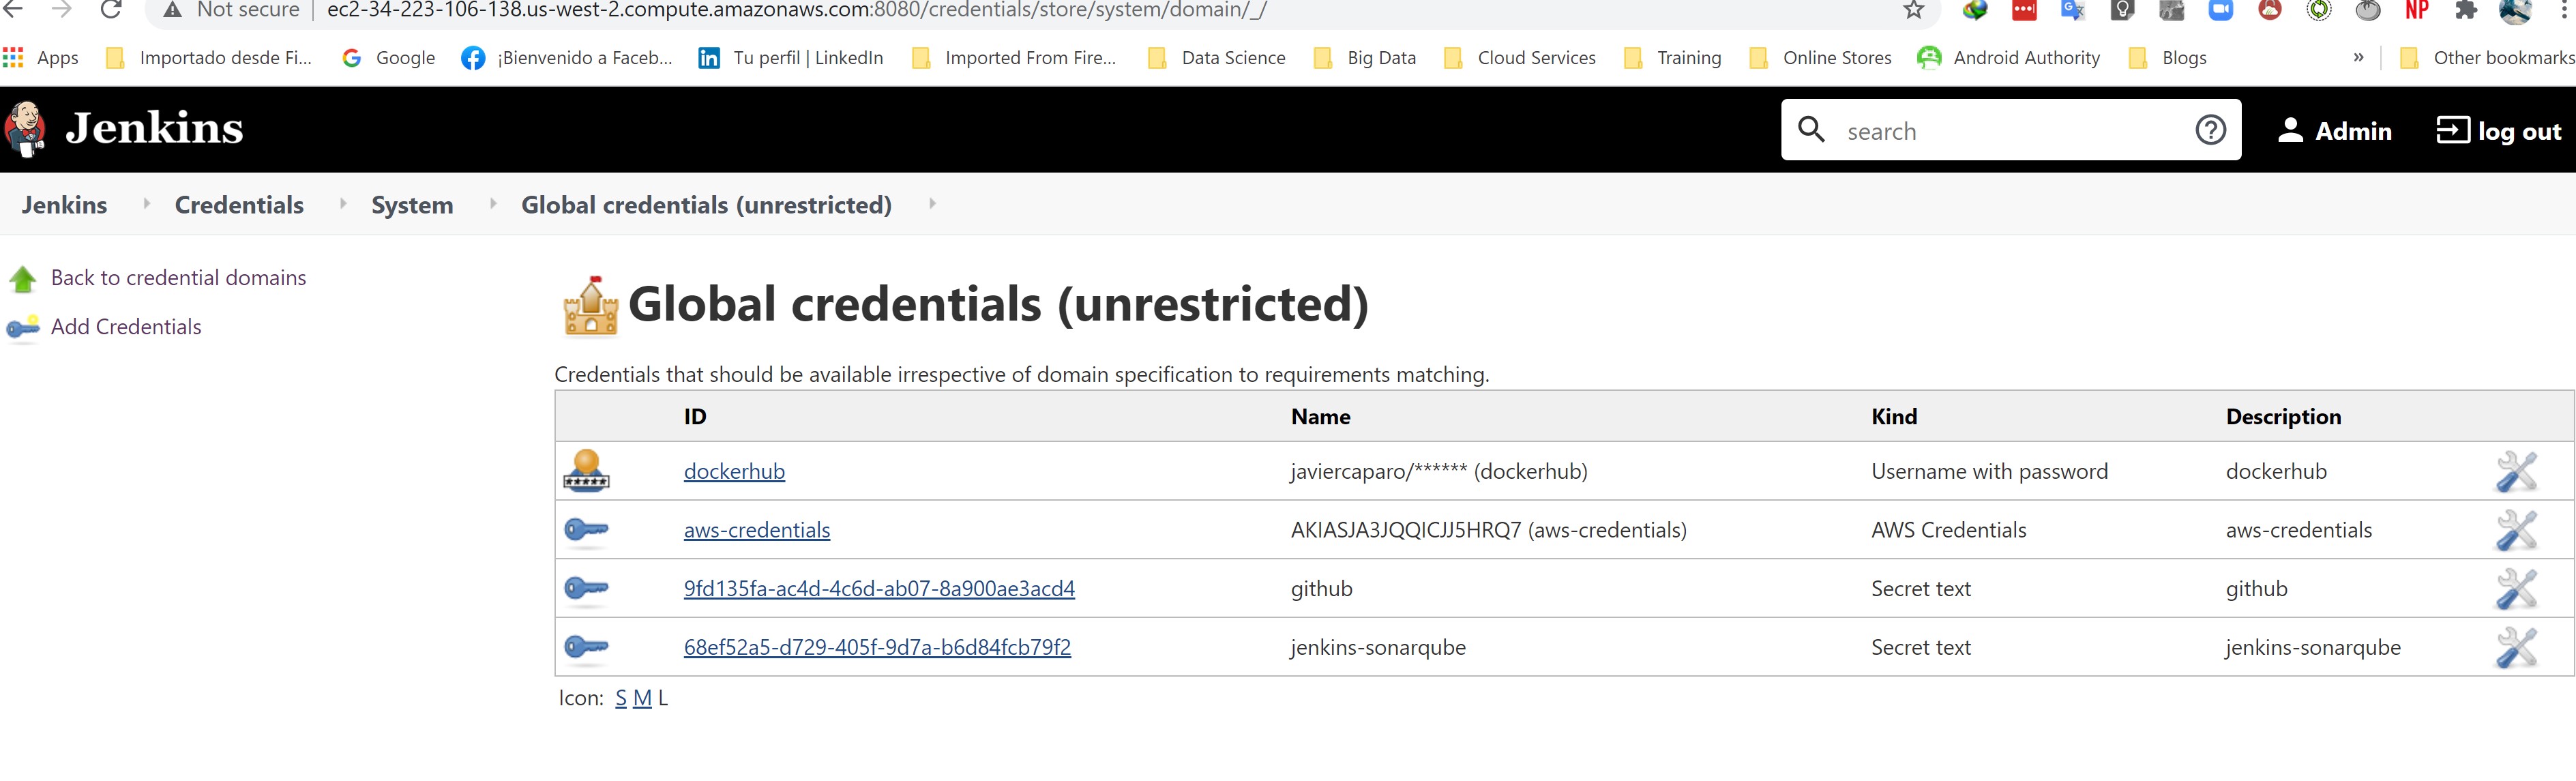 Not secure | ec2-34-223-106-138.us-west-2.compute.amazonaws.com:8080/credentials/store/system/domain/_/
NP
Apps Importado desde Fi... Google ¡Bienvenido a Faceb... Tu perfil | LinkedIn Imported From Fire... Data Science Big Data Cloud Services Training Online Stores Android Authority Blogs » Other bookmarks
Jenkins search Admin log out
Jenkins Credentials System Global credentials (unrestricted)
Back to credential domains
Add Credentials
Global credentials (unrestricted)
Credentials that should be available irrespective of domain specification to requirements matching.
ID Name Kind Description
dockerhub javiercaparo/****** (dockerhub) Username with password dockerhub
aws-credentials AKIASJA3JQQICJJ5HRQ7 (aws-credentials) AWS Credentials aws-credentials
9fd135fa-ac4d-4c6d-ab07-8a900ae3acd4 github Secret text github
68ef52a5-d729-405f-9d7a-b6d84fcb79f2 jenkins-sonarqube Secret text jenkins-sonarqube
Icon: S M L